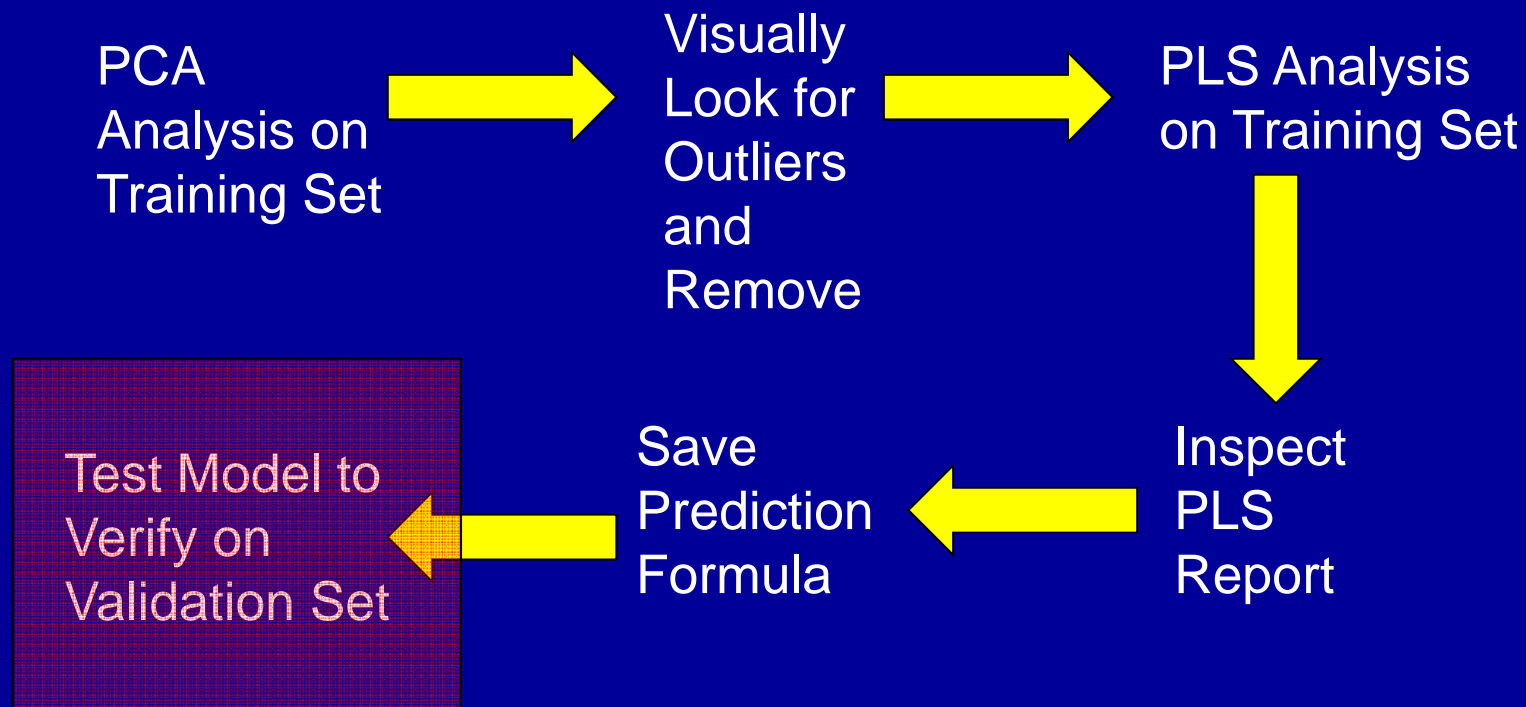 PCA
Analysis on
Training Set
Visually
Look for
Outliers
and
Remove
PLS Analysis
on Training Set
Inspect
PLS
Report
Save
Prediction
Formula
Test Model to
Verify on
Validation Set